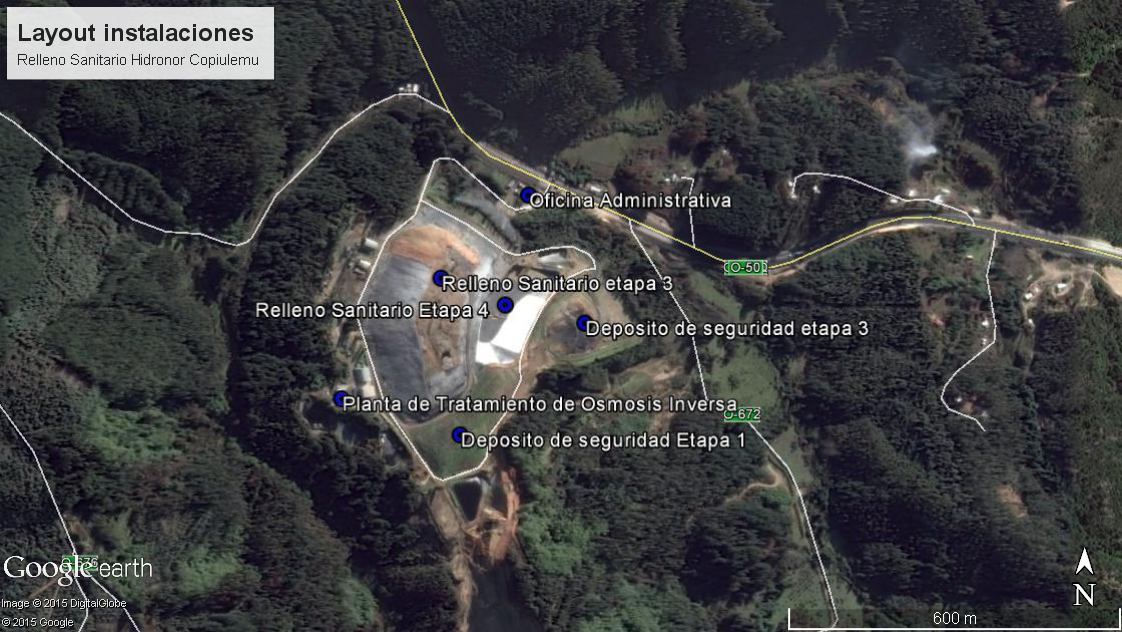 Layout instalaciones
Relleno Sanitario Hidronor Copiulemu
Oficina Administrativa
O-50
Relleno Sanitario etapa 3
Relleno Sanitario Etapa 4
Deposito de seguridad etapa 3
Planta de Tratamiento de Osmosis Inversa
O-672
Deposito de seguridad Etapa 1
Google earth
Image © 2015 DigitalGlobe
© 2015 Google
N
600 m